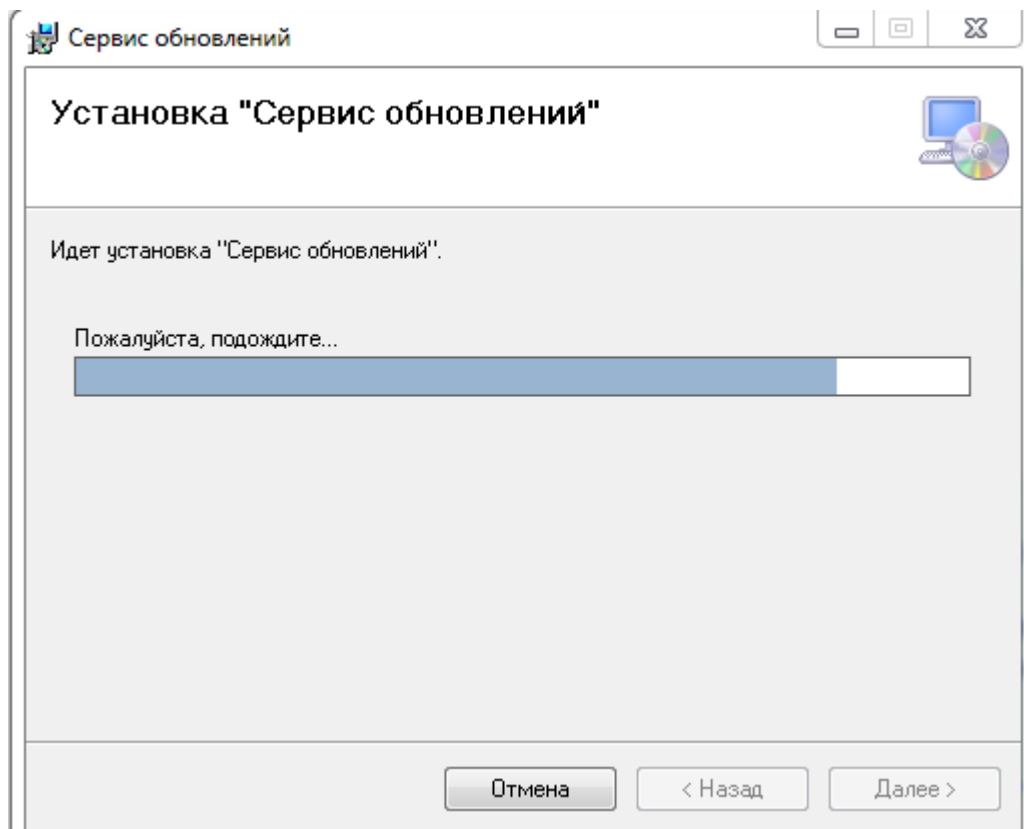 Сервис обновлений
Установка "Сервис обновлений"
Идет установка "Сервис обновлений".
Пожалуйста, подождите...
Отмена
< Назад
Далее >